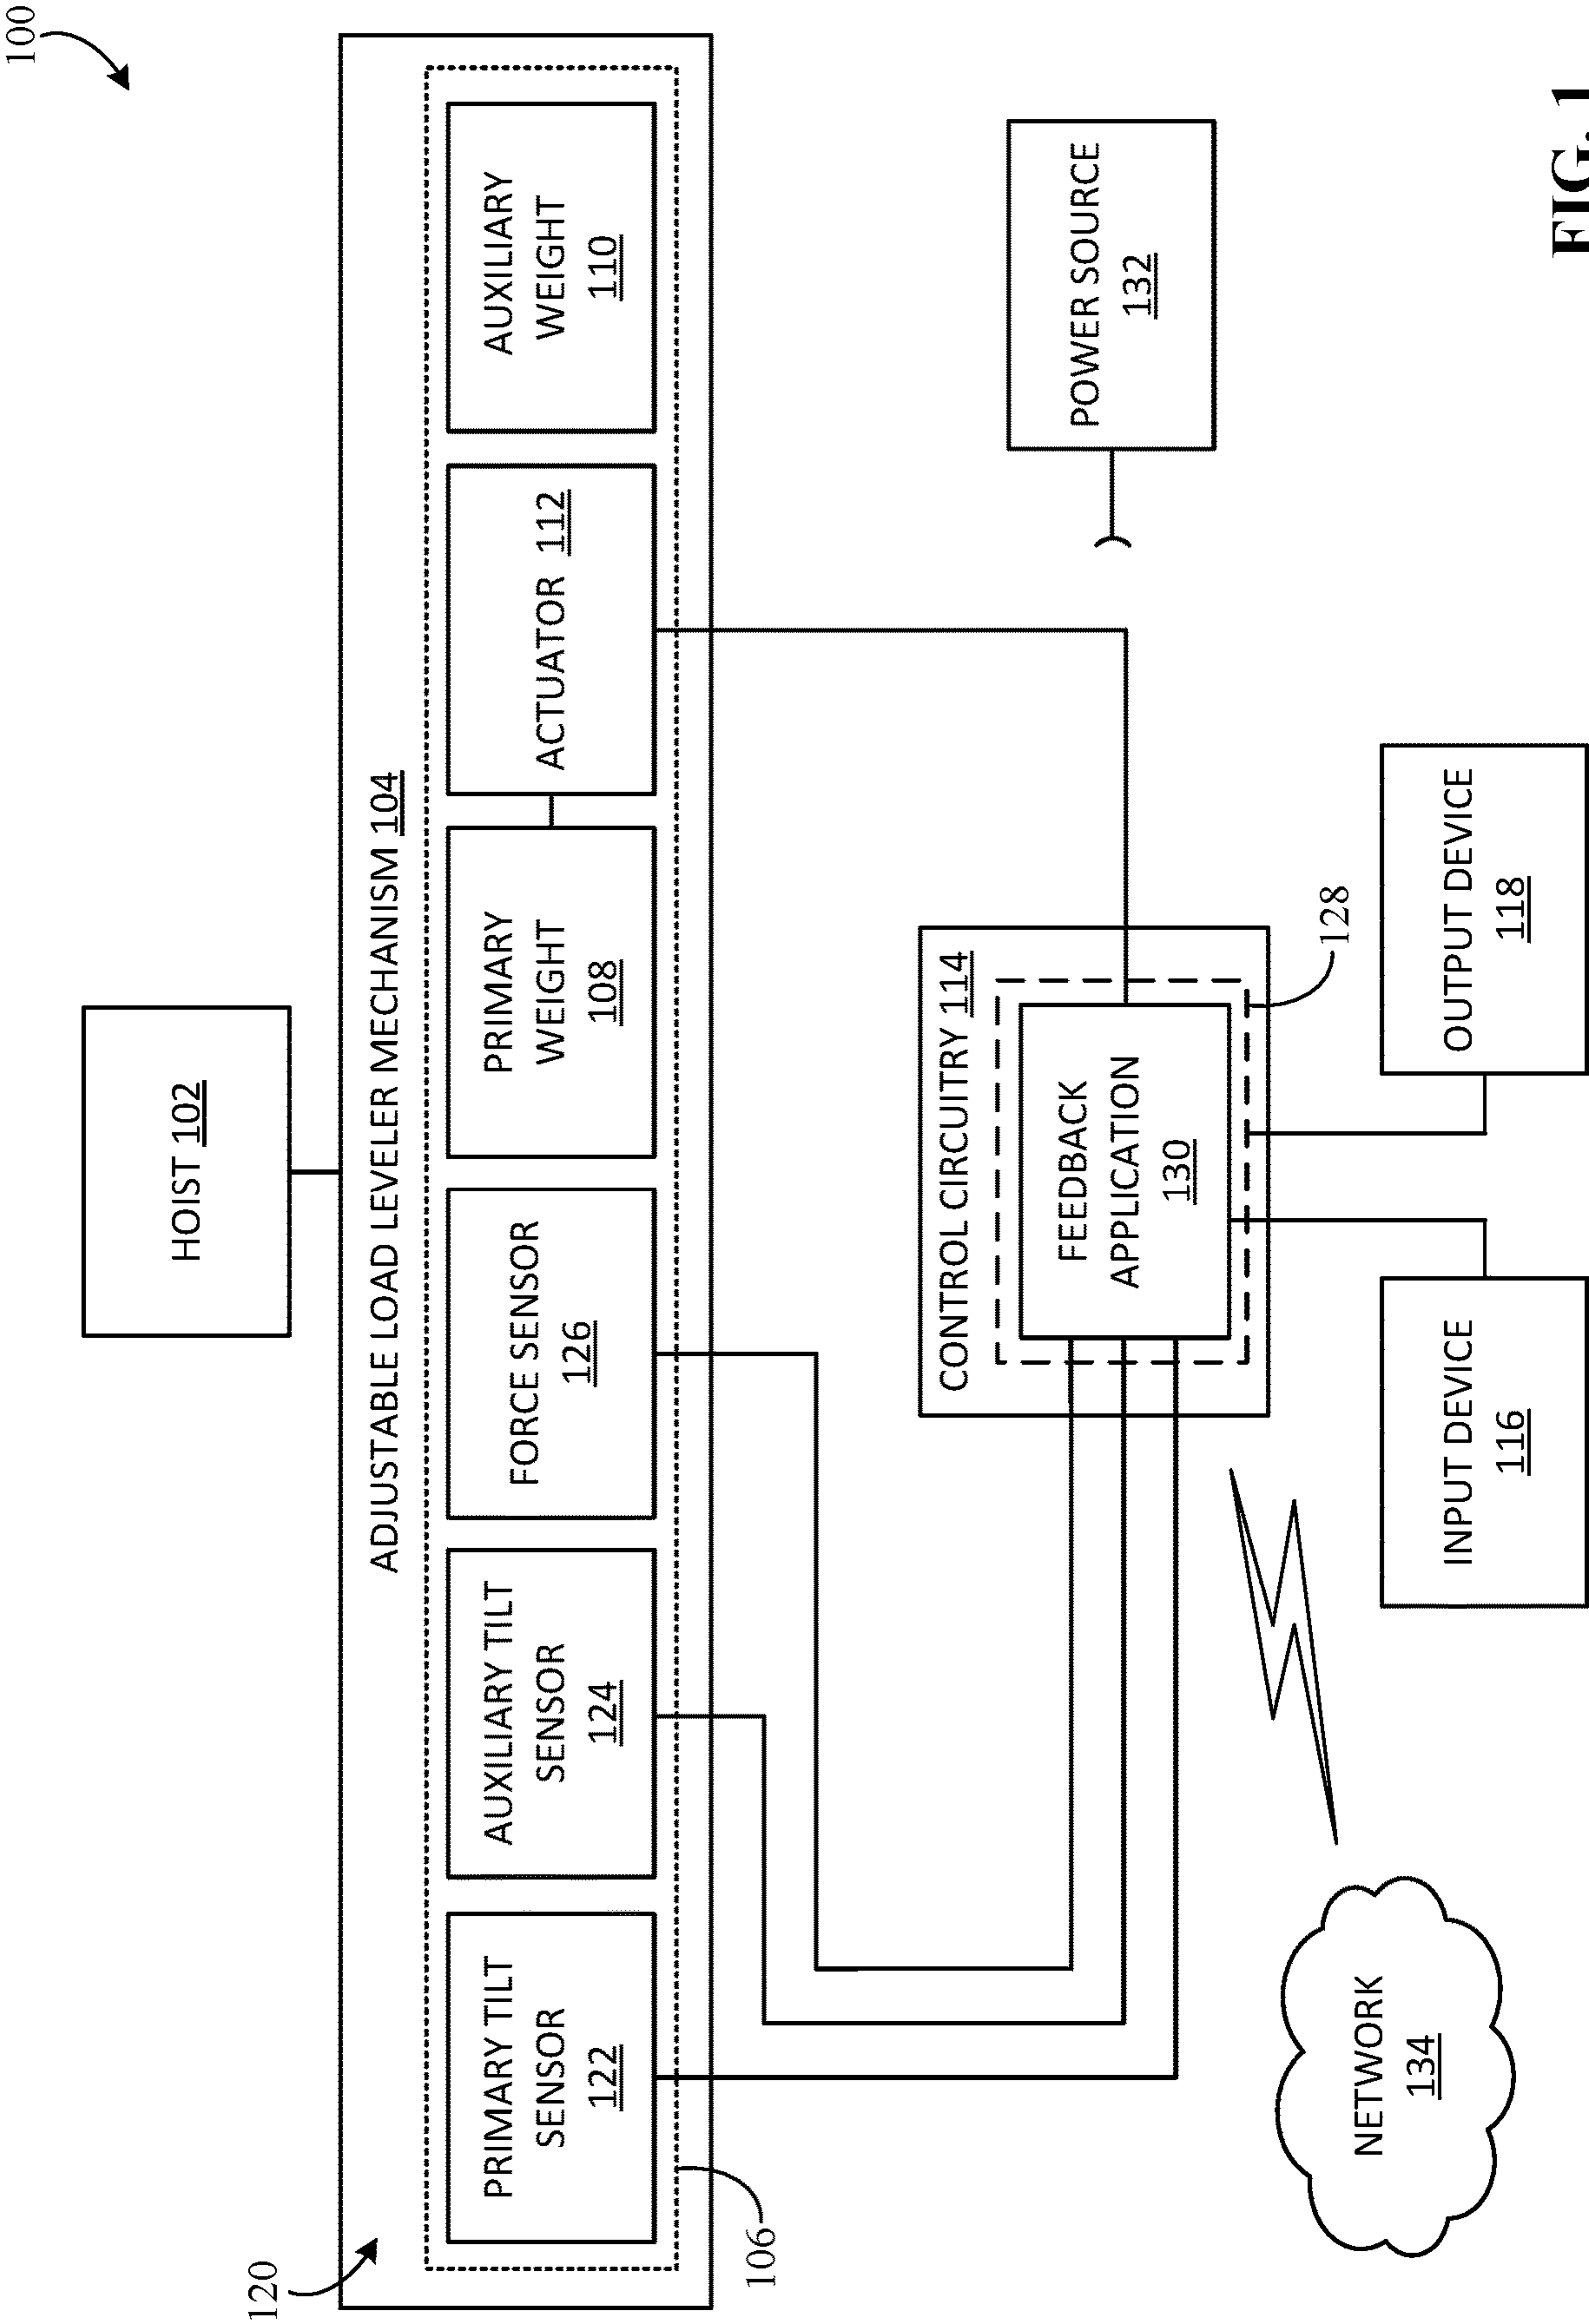 100
HOIST 102
120
ADJUSTABLE LOAD LEVELER MECHANISM 104
PRIMARY TILT
SENSOR
122
AUXILIARY TILT
SENSOR
124
FORCE SENSOR
126
PRIMARY
WEIGHT
108
ACTUATOR 112
AUXILIARY
WEIGHT
110
106
CONTROL CIRCUITRY 114
FEEDBACK
APPLICATION
130
128
POWER SOURCE
132
NETWORK
134
INPUT DEVICE
116
OUTPUT DEVICE
118
FIG. 1